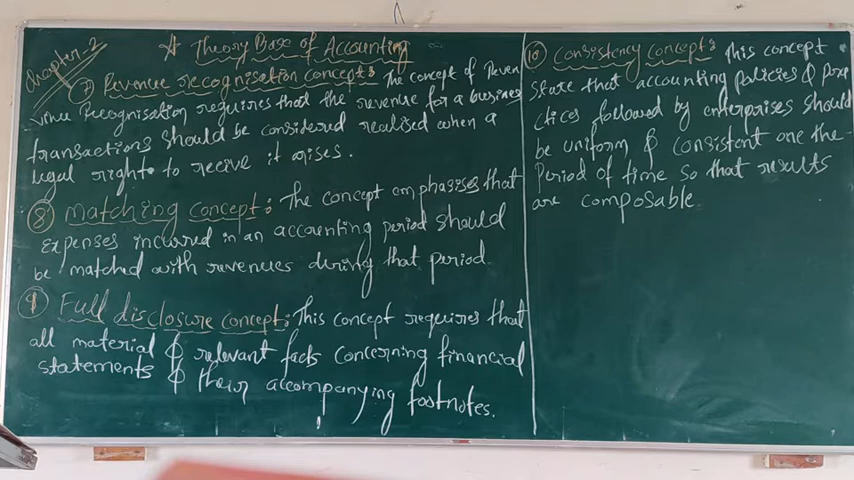 Chapter-2
A Theory Base of Accounting
7 Revenue recognisation concept: The concept of Reven
-vnue Recognisation requires that the revenue for a business
transactions should be considered realised when a
legal right to receive it arises.
8 Matching Concept: The concept emphasises that
Expenses incurred in an accounting period should
be matched with revenues during that period.
9 Full disclosure concept: This concept requires that
all material & relevant facts concerning financial
statements & their accompanying footnotes.
10 Consistency Concept: This concept
state that accounting policies & pra
ctices followed by enterprises should
be uniform & consistent one the
Period of time so that results
are composable.